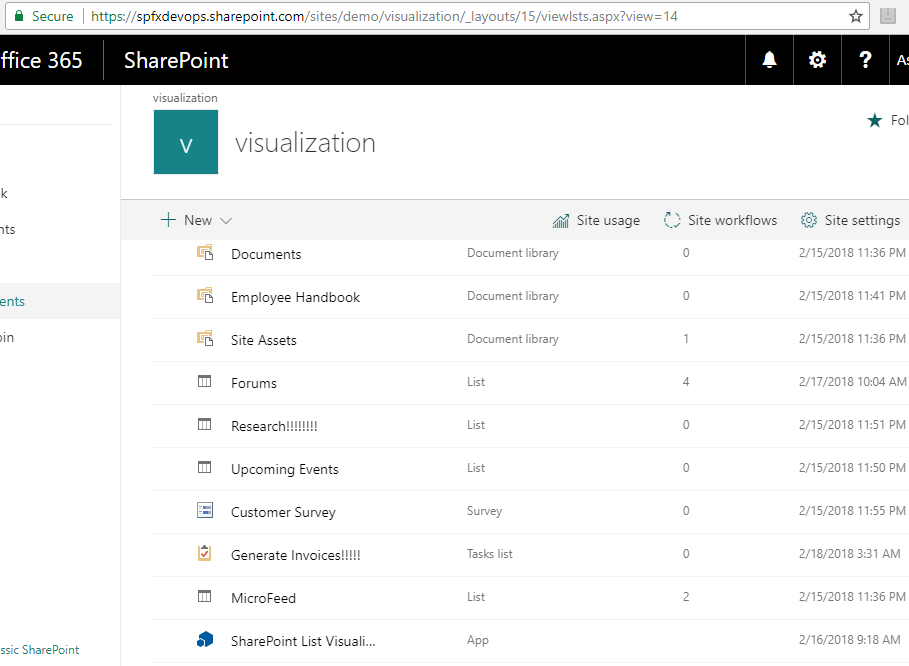 Secure https://spfxdevops.sharepoint.com/sites/demo/visualization/_layouts/15/viewlsts.aspx?view=14
ffice 365 SharePoint ? As
visualization
V visualization Fol
k
nts
ents
oin
New Site usage Site workflows Site settings
Documents Document library 0 2/15/2018 11:36 PM
Employee Handbook Document library 0 2/15/2018 11:41 PM
Site Assets Document library 1 2/15/2018 11:36 PM
Forums List 4 2/17/2018 10:04 AM
Research!!!!!!!! List 0 2/15/2018 11:51 PM
Upcoming Events List 0 2/15/2018 11:50 PM
Customer Survey Survey 0 2/15/2018 11:55 PM
Generate Invoices!!!!! Tasks list 0 2/18/2018 3:31 AM
MicroFeed List 2 2/15/2018 11:36 PM
SharePoint List Visuali... App 2/16/2018 9:18 AM
ssic SharePoint